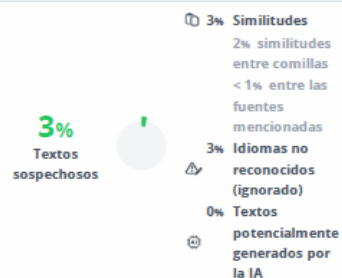 3%
Textos
sospechosos
3% Similitudes
2% similitudes
entre comillas
< 1% entre las
fuentes
mencionadas
3% Idiomas no
reconocidos
(ignorado)
0% Textos
potencialmente
generados por
la IA